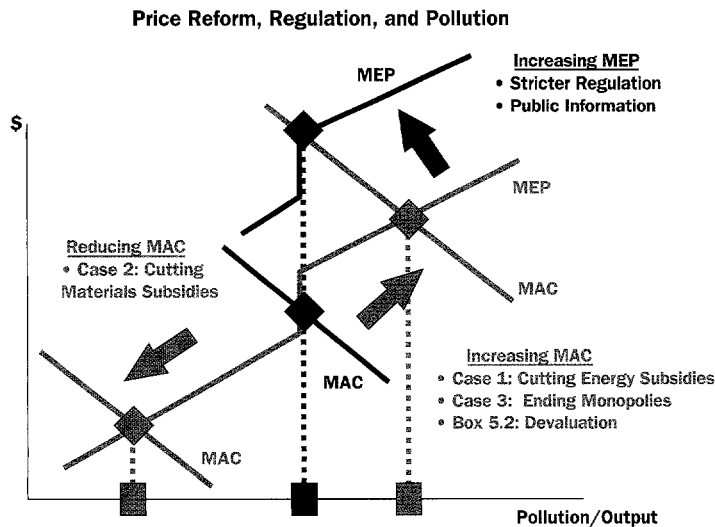 Price Reform, Regulation, and Pollution
MEP
Increasing MEP
• Stricter Regulation
• Public Information
$
MEP
Reducing MAC
• Case 2: Cutting
Materials Subsidies
MAC
Increasing MAC
• Case 1: Cutting Energy Subsidies
• Case 3: Ending Monopolies
• Box 5.2: Devaluation
MAC
MAC
Pollution/Output